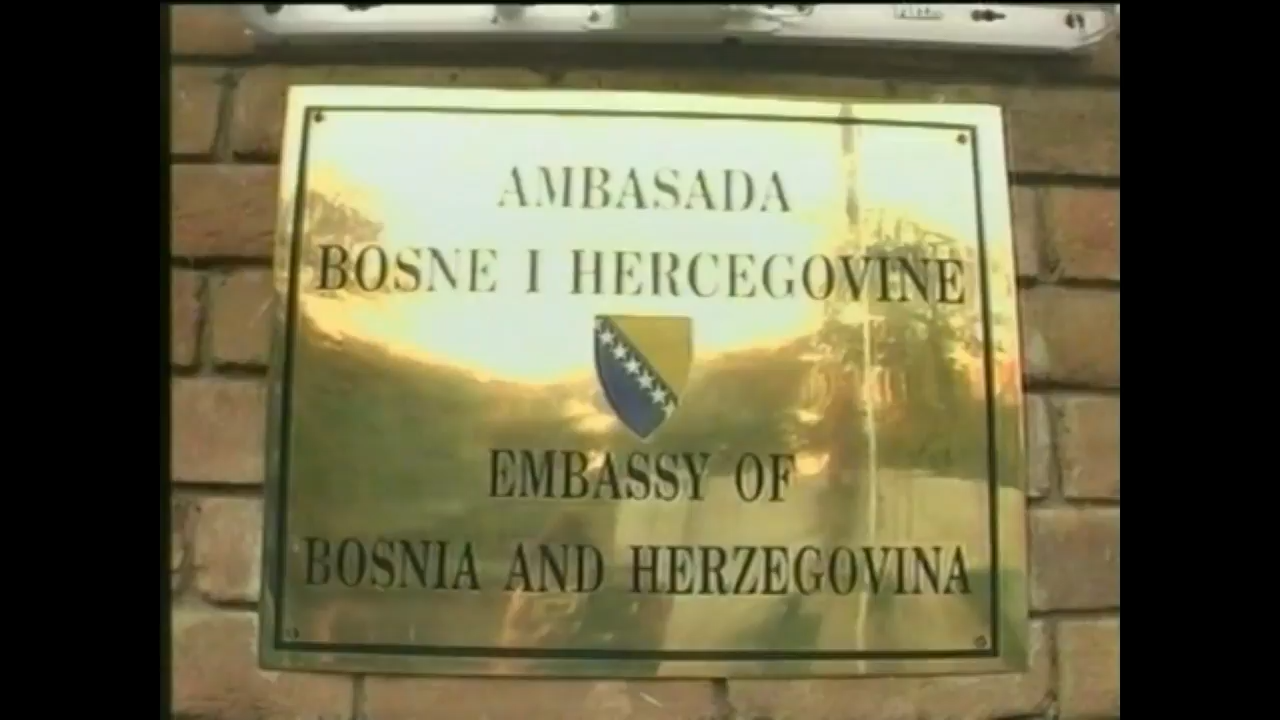 AMBASADA
BOSNE I HERCEGOVINE
EMBASSY OF
BOSNIA AND HERZEGOVINA